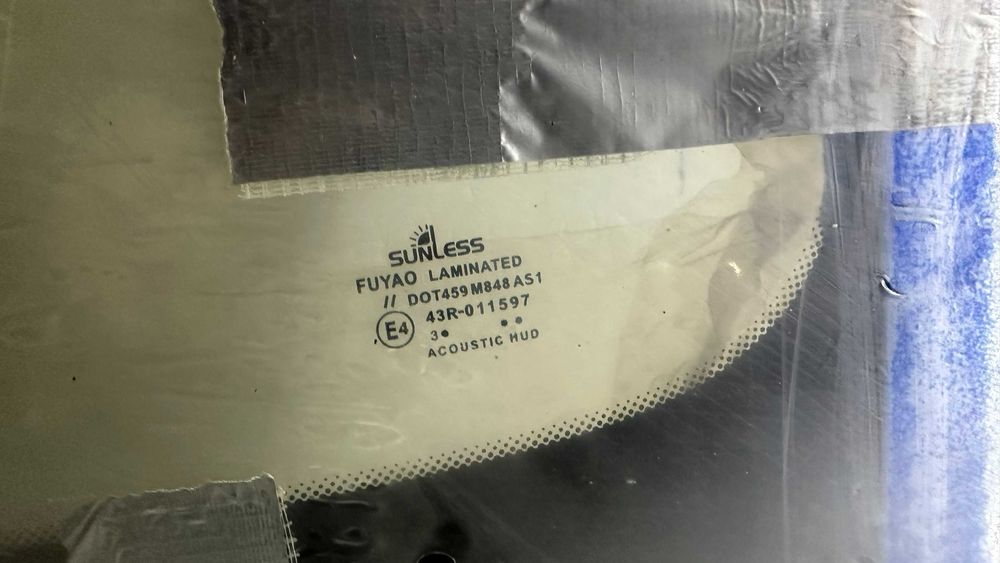 SUNLESS
FUYAO LAMINATED
// DOT459 M848 AS1
E4 43R-011597
3• ••
ACOUSTIC HUD